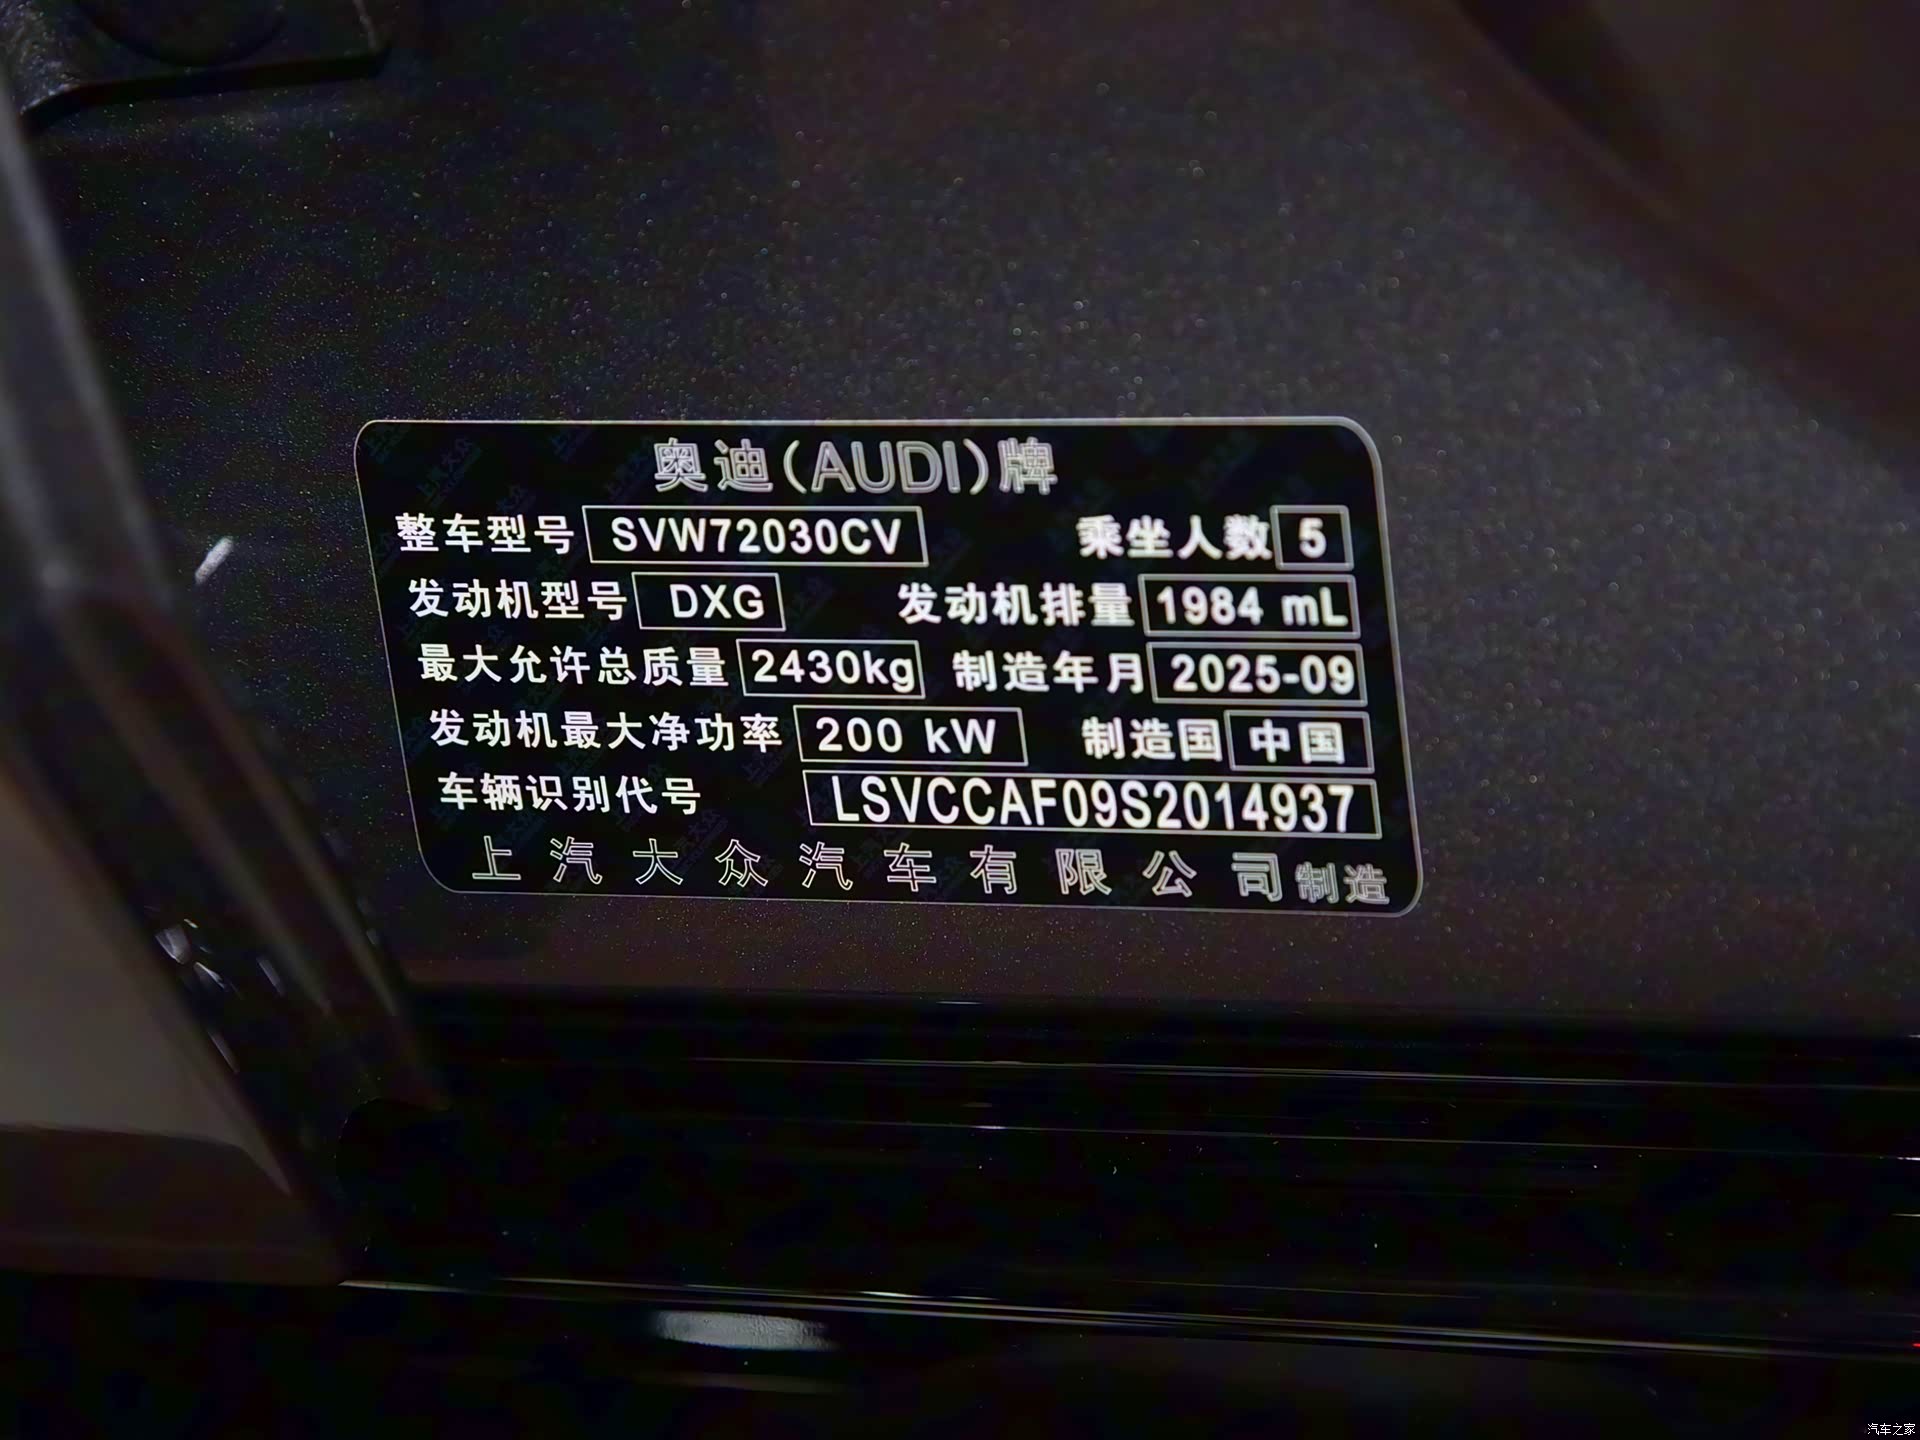 奥迪(AUDI)牌
整车型号 SVW72030CV 乘坐人数 5
发动机型号 DXG 发动机排量 1984 mL
最大允许总质量 2430kg 制造年月 2025-09
发动机最大净功率 200 kW 制造国 中国
车辆识别代号 LSVCCAF09S2014937
上汽大众汽车有限公司制造
汽车之家